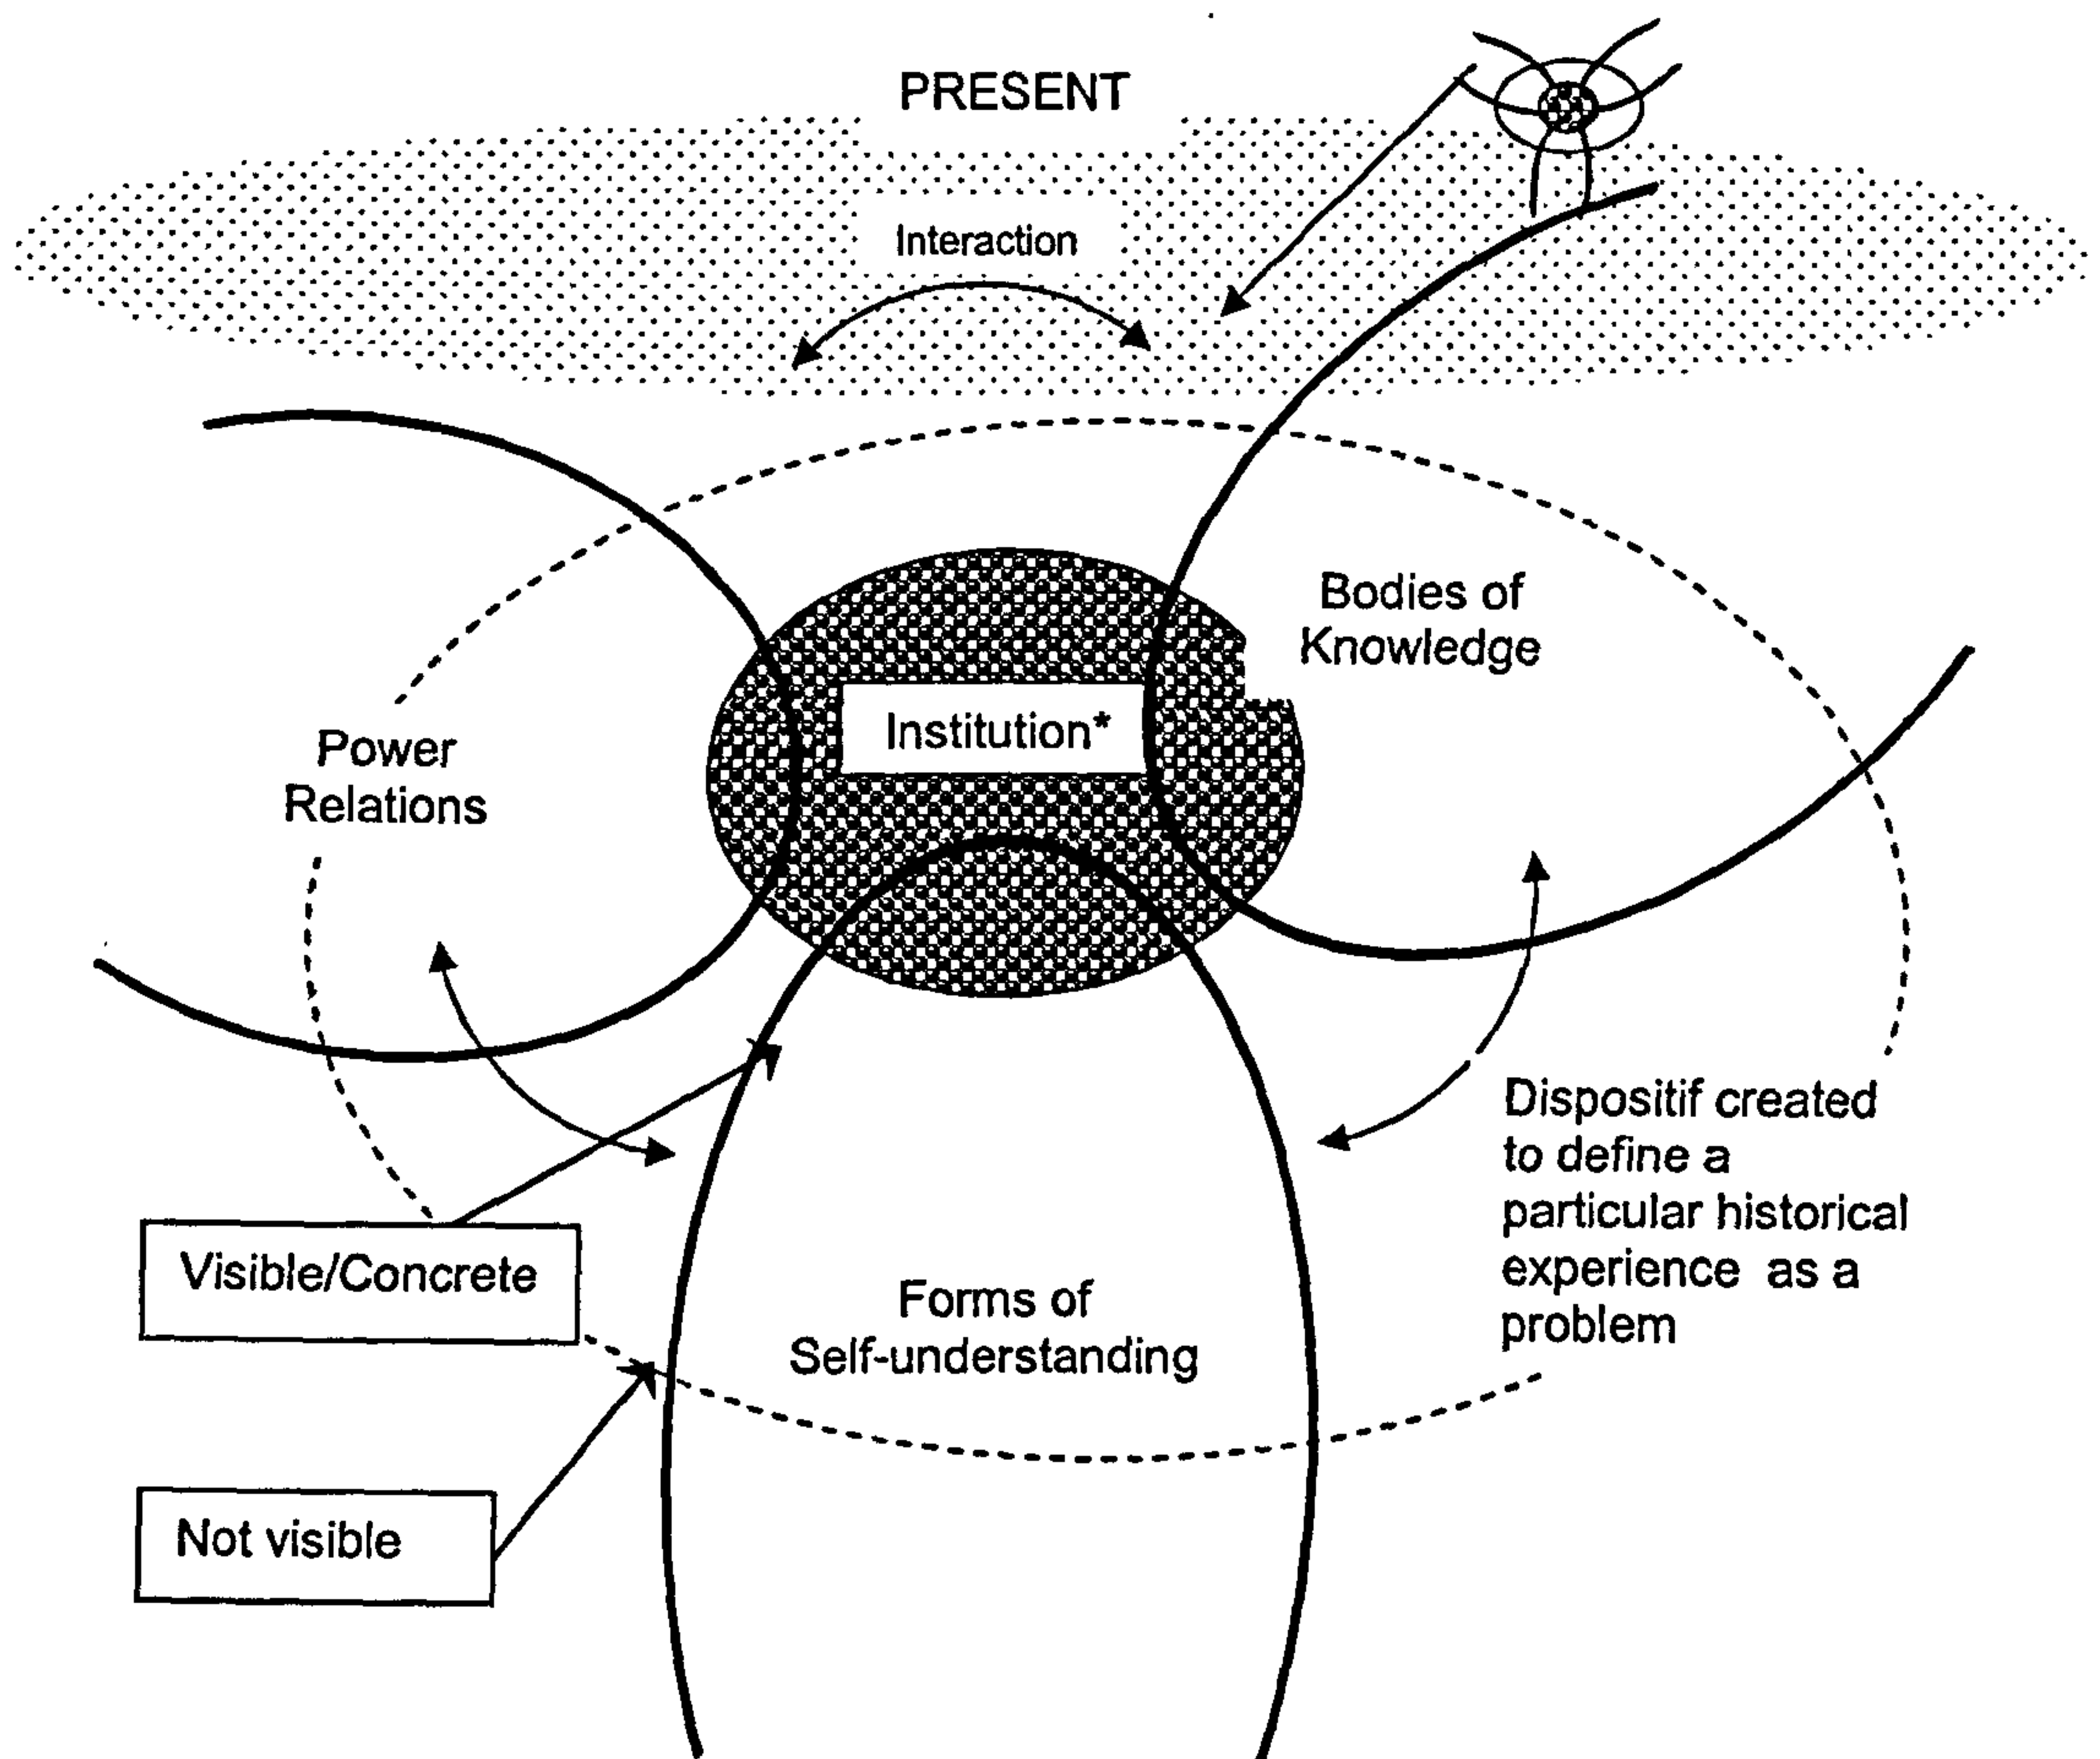 PRESENT
Interaction
Bodies of
Knowledge
Institution*
Power
Relations
Dispositif created
to define a
particular historical
experience as a
problem
Visible/Concrete
Forms of
Self-understanding
Not visible